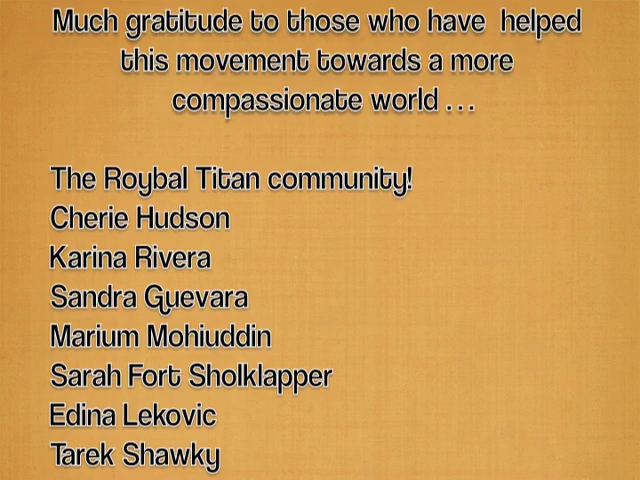 Much gratitude to those who have helped
this movement towards a more
compassionate world ...
The Roybal Titan community!
Cherie Hudson
Karina Rivera
Sandra Guevara
Marium Mohiuddin
Sarah Fort Sholklapper
Edina Lekovic
Tarek Shawky